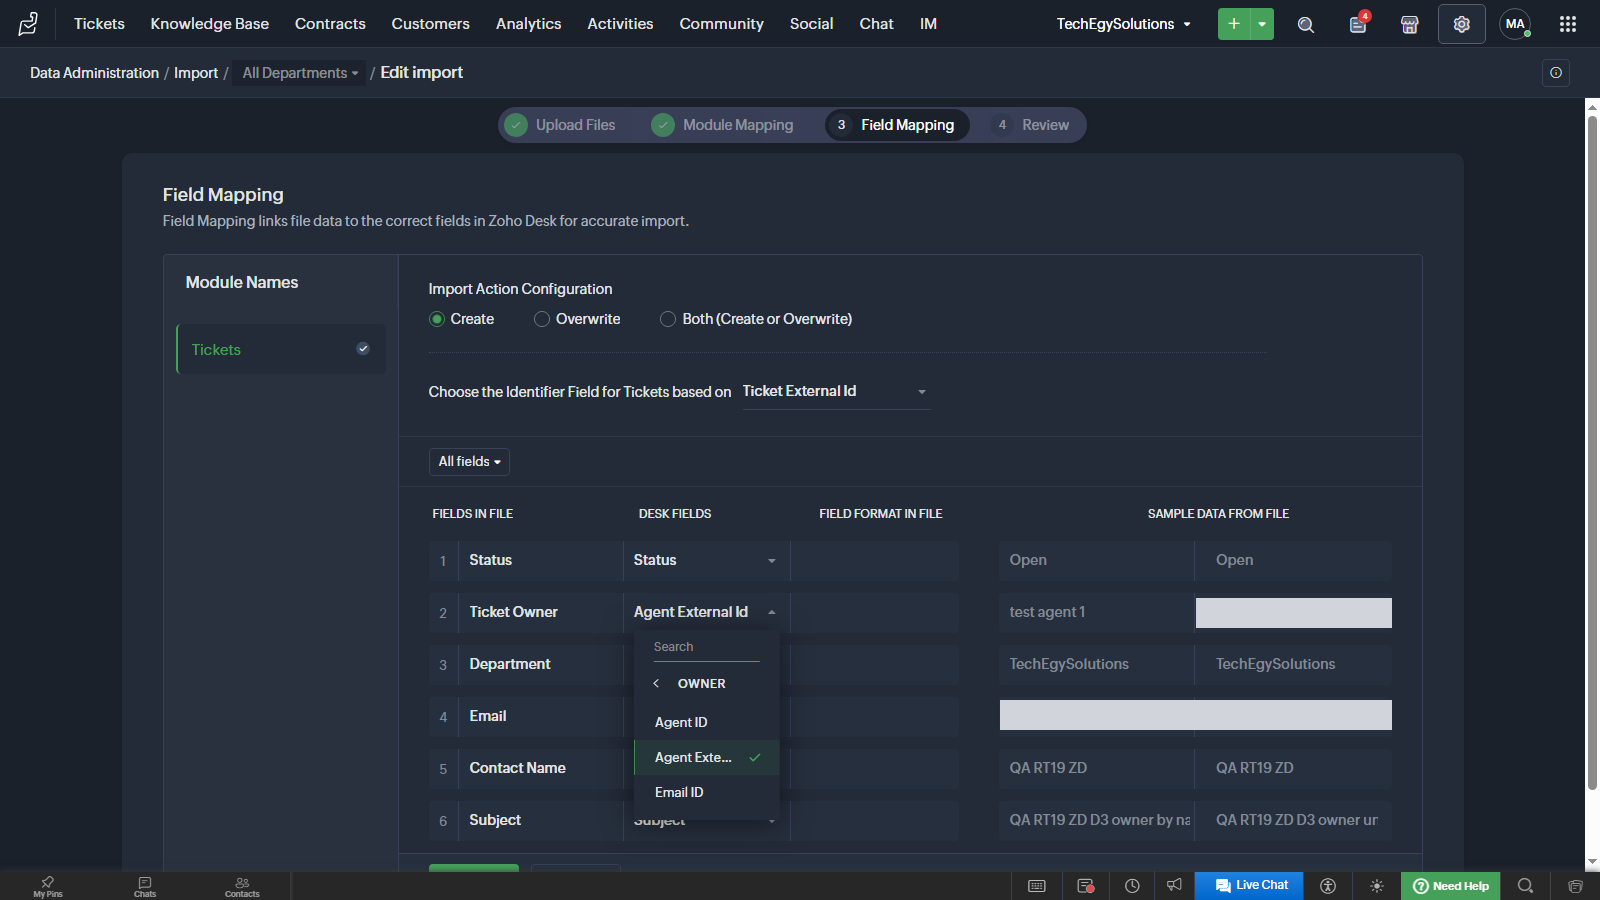 Tickets Knowledge Base Contracts Customers Analytics Activities Community Social Chat IM TechEgySolutions 4 MA
Data Administration / Import / All Departments / Edit import
Upload Files Module Mapping 3 Field Mapping 4 Review
Field Mapping
Field Mapping links file data to the correct fields in Zoho Desk for accurate import.
Module Names
Tickets
Import Action Configuration
Create Overwrite Both (Create or Overwrite)
Choose the Identifier Field for Tickets based on Ticket External Id
All fields
FIELDS IN FILE DESK FIELDS FIELD FORMAT IN FILE SAMPLE DATA FROM FILE
1 Status Status Open Open
2 Ticket Owner Agent External Id test agent 1
Search
3 Department TechEgySolutions TechEgySolutions
OWNER
4 Email
Agent ID
Agent Exte...
5 Contact Name QA RT19 ZD QA RT19 ZD
Email ID
6 Subject Subject QA RT19 ZD D3 owner by na QA RT19 ZD D3 owner un
My Pins Chats Contacts Live Chat Need Help